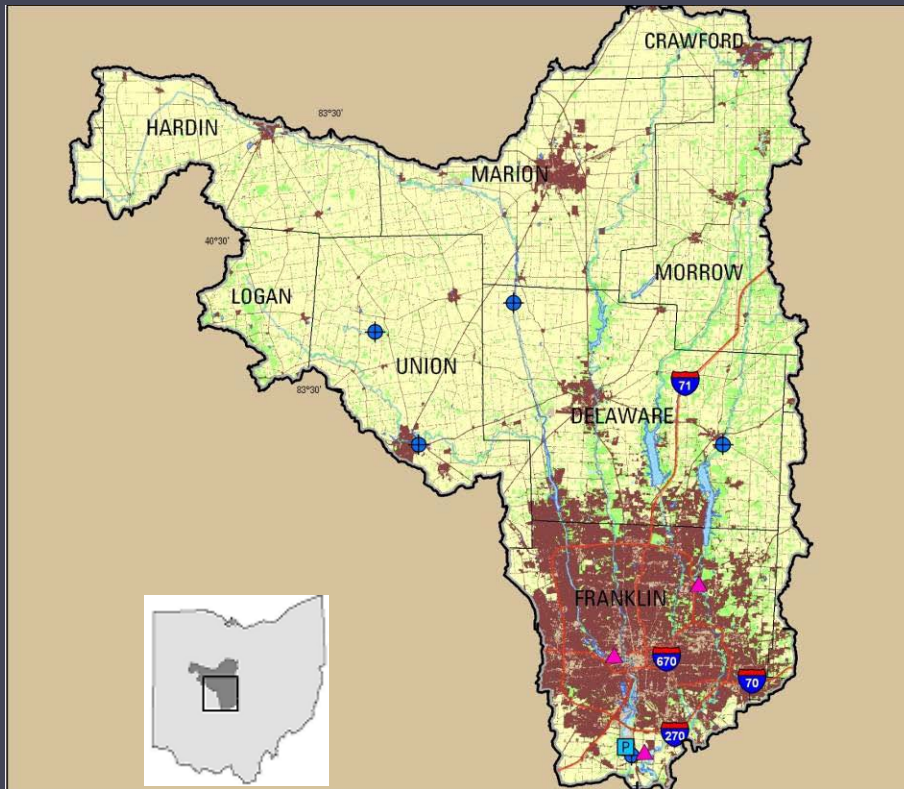 CRAWFORD
HARDIN
83°30'
MARION
40°30'
MORROW
LOGAN
UNION
71
DELAWARE
83°30'
FRANKLIN
670
70
270
P